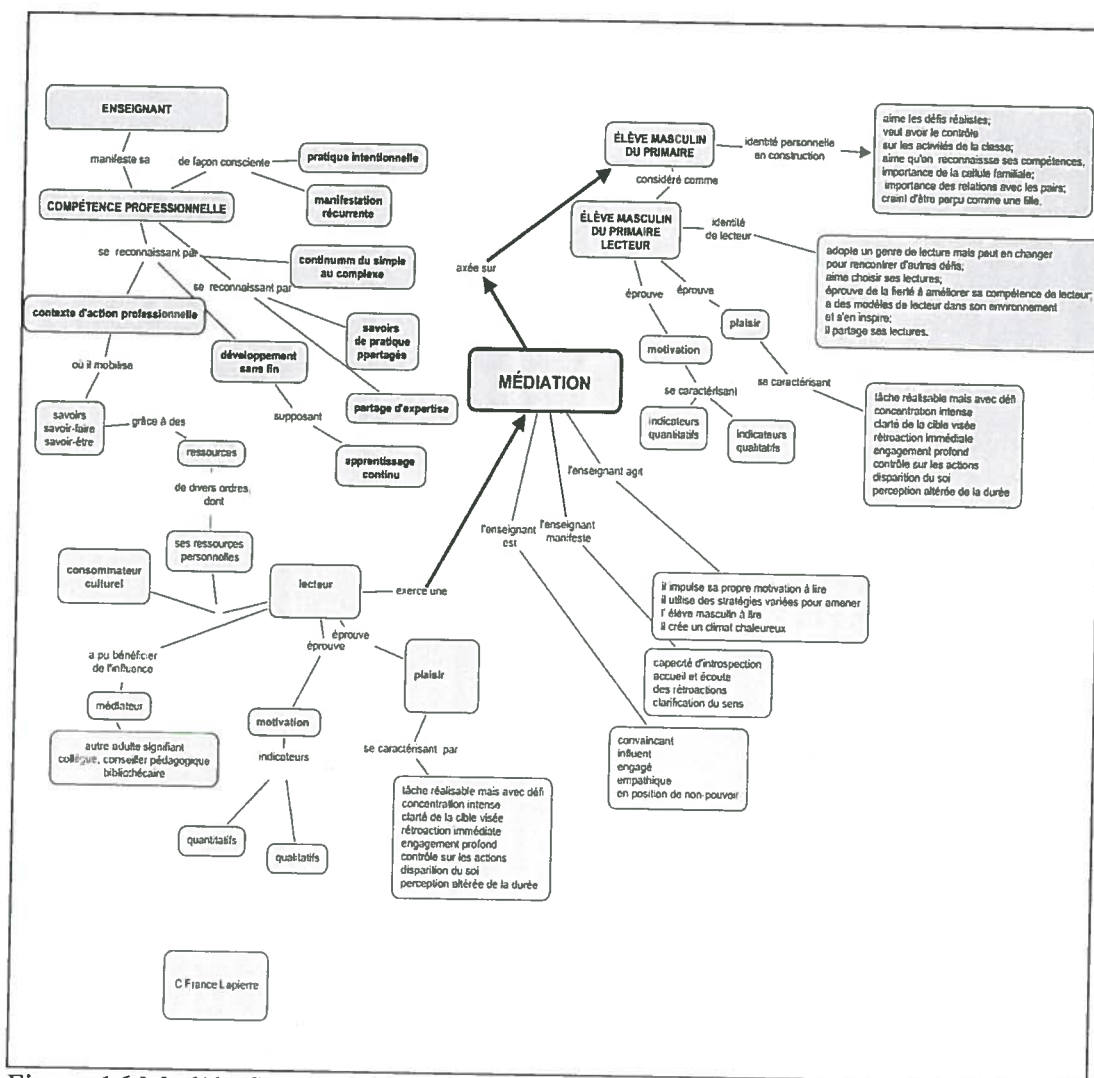 ENSEIGNANT
manifeste sa
de façon consciente
pratique intentionnelle
manifestation
récurrente
COMPÉTENCE PROFESSIONNELLE
se reconnaissant par
continumm du simple
au complexe
se reconnaissant par
contexte d'action professionnelle
savoirs
de pratique
ppartagés
développement
sans fin
où il mobilise
partage d'expertise
supposant
savoirs
savoir-faire
savoir-être
grâce à des
ressources
apprentissage
continu
de divers ordres,
dont
ses ressources
personnelles
consommateur
culturel
lecteur
exerce une
a pu bénéficier
de l'influence
médiateur
autre adulte signifiant
collègue, conseiller pédagogique
bibliothécaire
éprouve
motivation
indicateurs
quantitatifs
qualitatifs
éprouve
plaisir
se caractérisant par
tâche réalisable mais avec défi
concentration intense
clarté de la cible visée
rétroaction immédiate
engagement profond
contrôle sur les actions
disparition du soi
perception altérée de la durée
MÉDIATION
axée sur
ÉLÈVE MASCULIN
DU PRIMAIRE
identité personnelle
en construction
aime les défis réalistes;
veut avoir le contrôle
sur les activités de la classe;
aime qu'on reconnaissse ses compétences,
importance de la cellule familiale;
importance des relations avec les pairs;
craint d'être perçu comme une fille.
considéré comme
ÉLÈVE MASCULIN
DU PRIMAIRE
LECTEUR
identité
de lecteur
adopte un genre de lecture mais peut en changer
pour rencontrer d'autres défis;
aime choisir ses lectures;
éprouve de la fierté à améliorer sa compétence de lecteur;
a des modèles de lecteur dans son environnement
et s'en inspire;
il partage ses lectures.
éprouve
motivation
se caractérisant
indicateurs
quantitatifs
indicateurs
qualitatifs
éprouve
plaisir
se caractérisant
tâche réalisable mais avec défi
concentration intense
clarté de la cible visée
rétroaction immédiate
engagement profond
contrôle sur les actions
disparition du soi
perception altérée de la durée
l'enseignant agit
il impulse sa propre motivation à lire
il utilise des stratégies variées pour amener
l' élève masculin à lire
il crée un climat chaleureux
l'enseignant
manifeste
capacité d'introspection
accueil et écoute
des rétroactions
clarification du sens
l'enseignant
est
convaincant
influent
engagé
empathique
en position de non-pouvoir
C France Lapierre